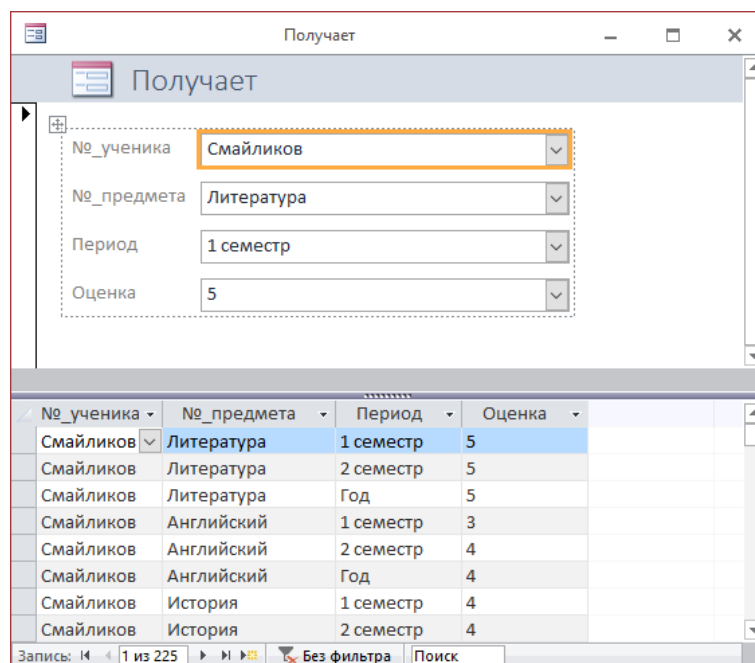 Получает
Получает
№_ученика Смайликов
№_предмета Литература
Период 1 семестр
Оценка 5
№_ученика №_предмета Период Оценка
Смайликов Литература 1 семестр 5
Смайликов Литература 2 семестр 5
Смайликов Литература Год 5
Смайликов Английский 1 семестр 3
Смайликов Английский 2 семестр 4
Смайликов Английский Год 4
Смайликов История 1 семестр 4
Смайликов История 2 семестр 4
Запись: 1 из 225 Без фильтра Поиск